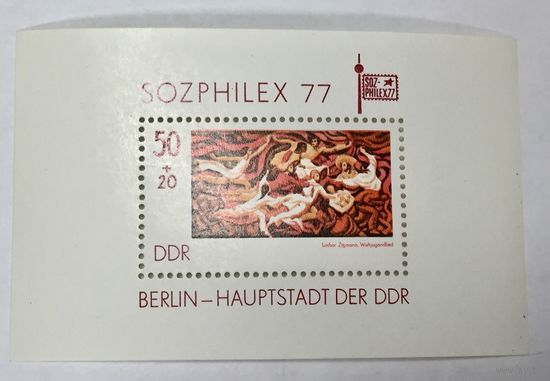 SOZPHILEX 77
SOZ-
PHILEX77
50
+
20
DDR
Lothar Zitzmann, Weltjugendlied
BERLIN – HAUPTSTADT DER DDR